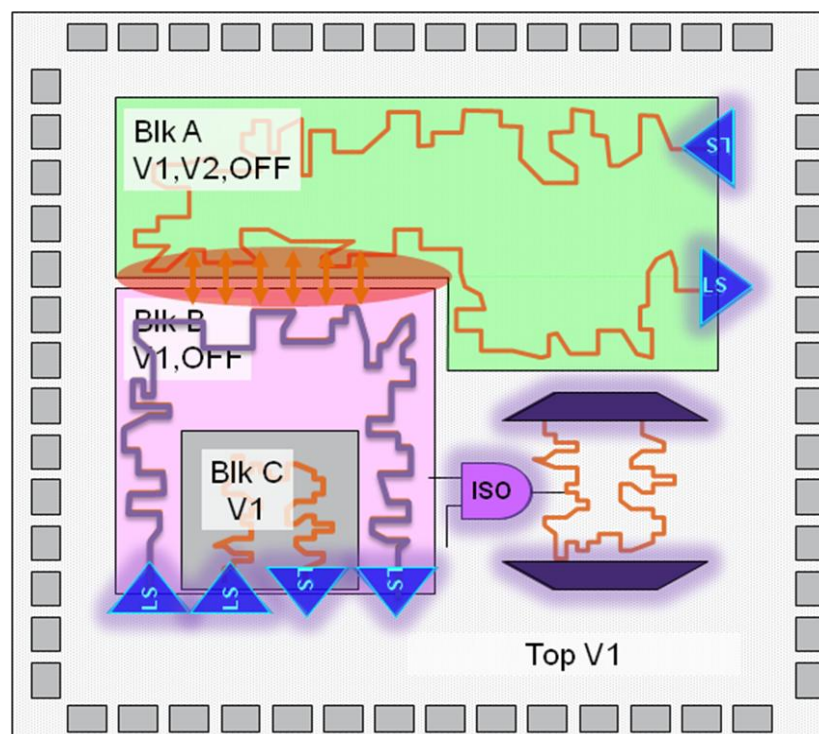 Blk A
V1,V2,OFF
LS
LS
Blk B
V1,OFF
Blk C
V1
ISO
LS
LS
LS
LS
Top V1